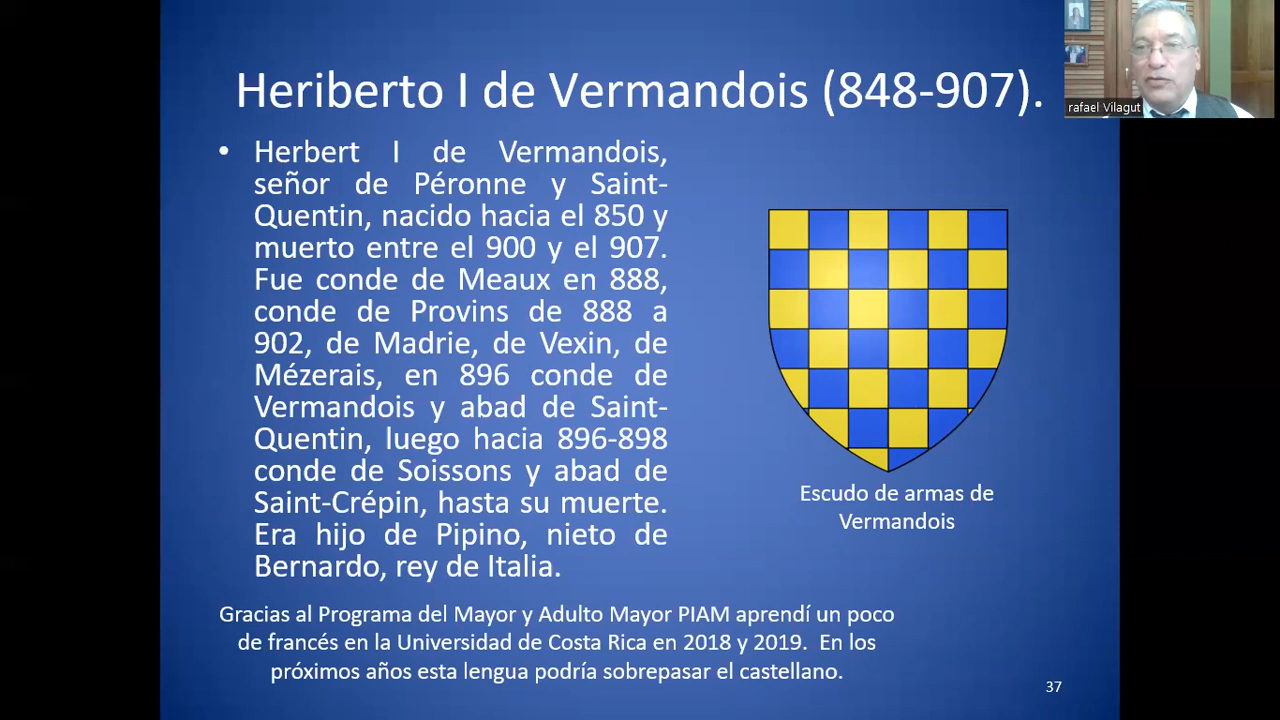 Heriberto I de Vermandois (848-907).
rafael Vilagut
• Herbert I de Vermandois,
señor de Péronne y Saint-
Quentin, nacido hacia el 850 y
muerto entre el 900 y el 907.
Fue conde de Meaux en 888,
conde de Provins de 888 a
902, de Madrie, de Vexin, de
Mézerais, en 896 conde de
Vermandois y abad de Saint-
Quentin, luego hacia 896-898
conde de Soissons y abad de
Saint-Crépin, hasta su muerte.
Era hijo de Pipino, nieto de
Bernardo, rey de Italia.
Escudo de armas de
Vermandois
Gracias al Programa del Mayor y Adulto Mayor PIAM aprendí un poco
de francés en la Universidad de Costa Rica en 2018 y 2019.  En los
próximos años esta lengua podría sobrepasar el castellano.
37